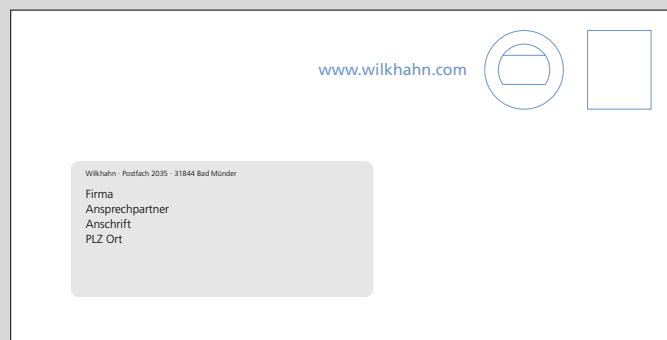 www.wilkhahn.com
Wilkhahn · Postfach 2035 · 31844 Bad Münder
Firma
Ansprechpartner
Anschrift
PLZ Ort